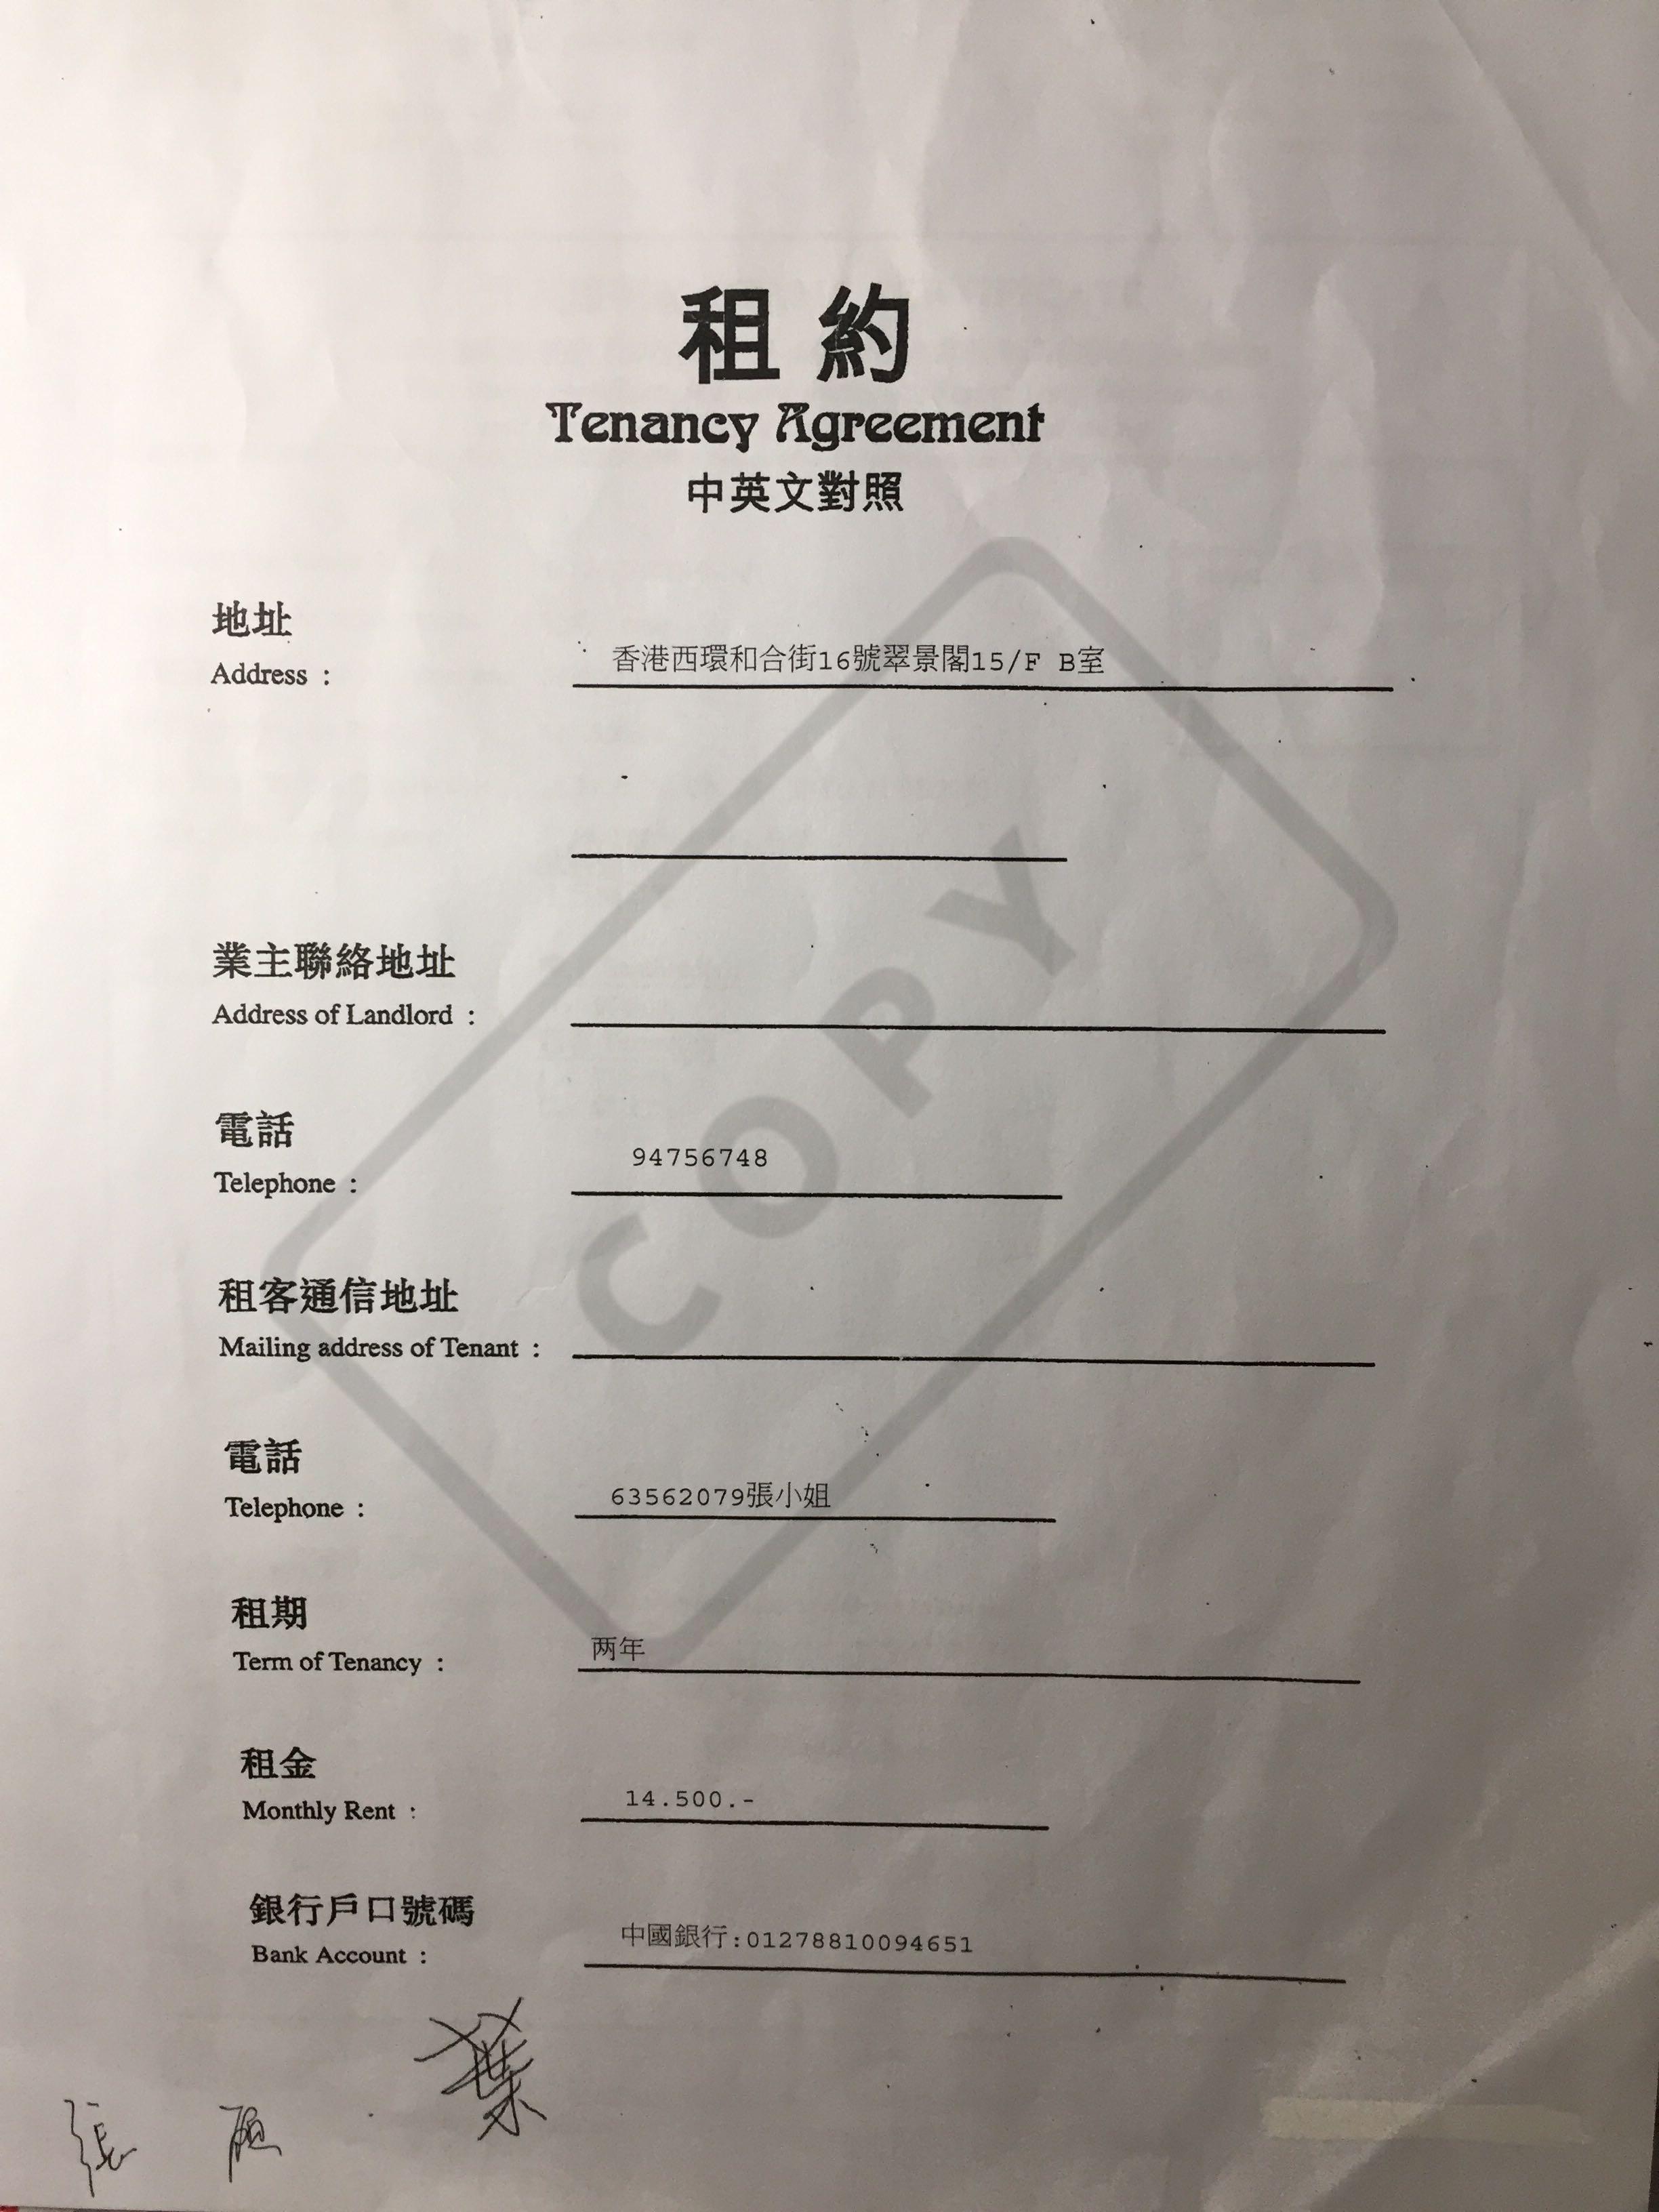 租約
Tenancy Agreement
中英文對照
地址
Address : 香港西環和合街16號翠景閣15/F B室
業主聯絡地址
Address of Landlord :
電話
Telephone : 94756748
租客通信地址
Mailing address of Tenant :
電話
Telephone : 63562079張小姐
租期
Term of Tenancy : 两年
租金
Monthly Rent : 14.500.-
銀行戶口號碼
Bank Account : 中國銀行:01278810094651
COPY
葉
張